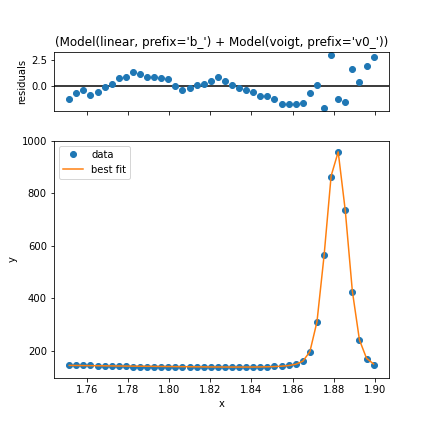 (Model(linear, prefix='b_') + Model(voigt, prefix='v0_'))
2.5
0.0
residuals
1000
800
600
400
200
y
data
best fit
1.76 1.78 1.80 1.82 1.84 1.86 1.88 1.90
x